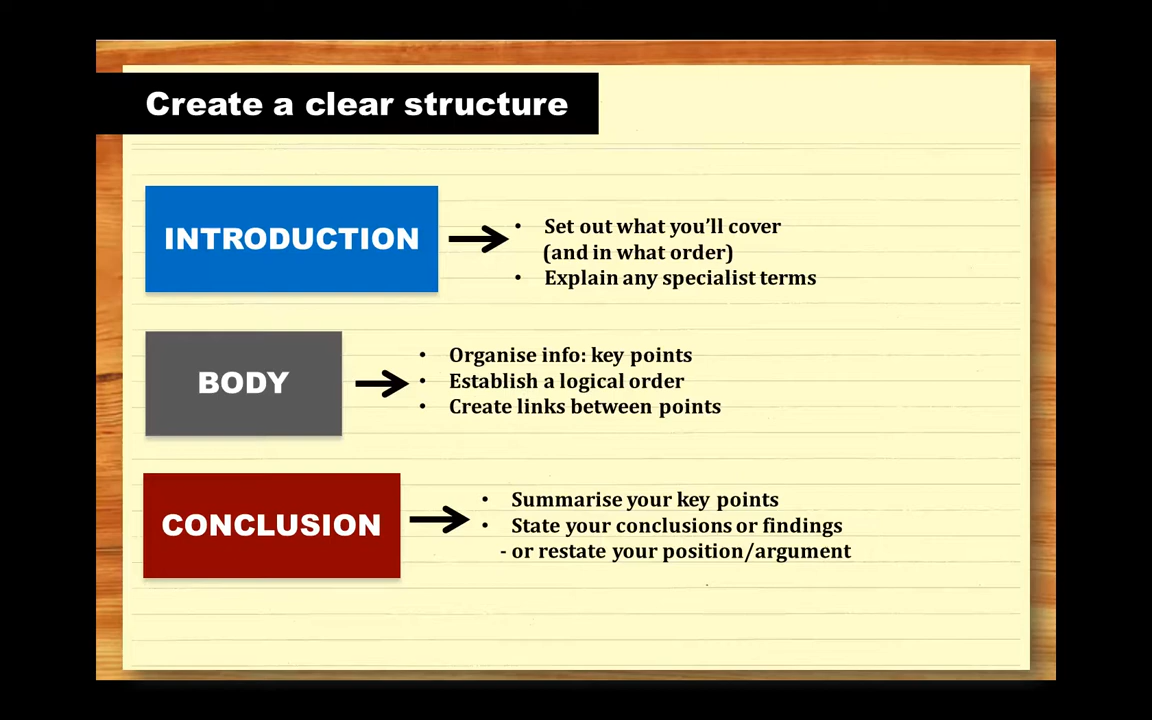 Create a clear structure
INTRODUCTION
• Set out what you’ll cover
(and in what order)
• Explain any specialist terms
BODY
• Organise info: key points
• Establish a logical order
• Create links between points
CONCLUSION
• Summarise your key points
• State your conclusions or findings
- or restate your position/argument